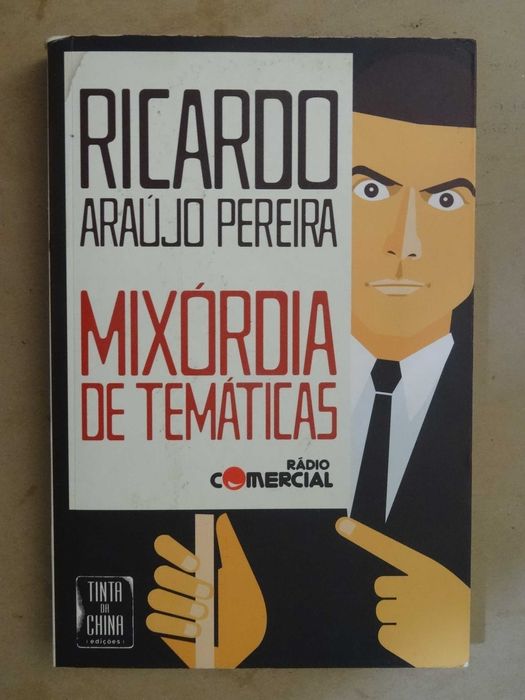 RICARDO
ARAÚJO PEREIRA
MIXÓRDIA
DE TEMÁTICAS
RÁDIO
COMERCIAL
TINTA
DA
CHINA
edições